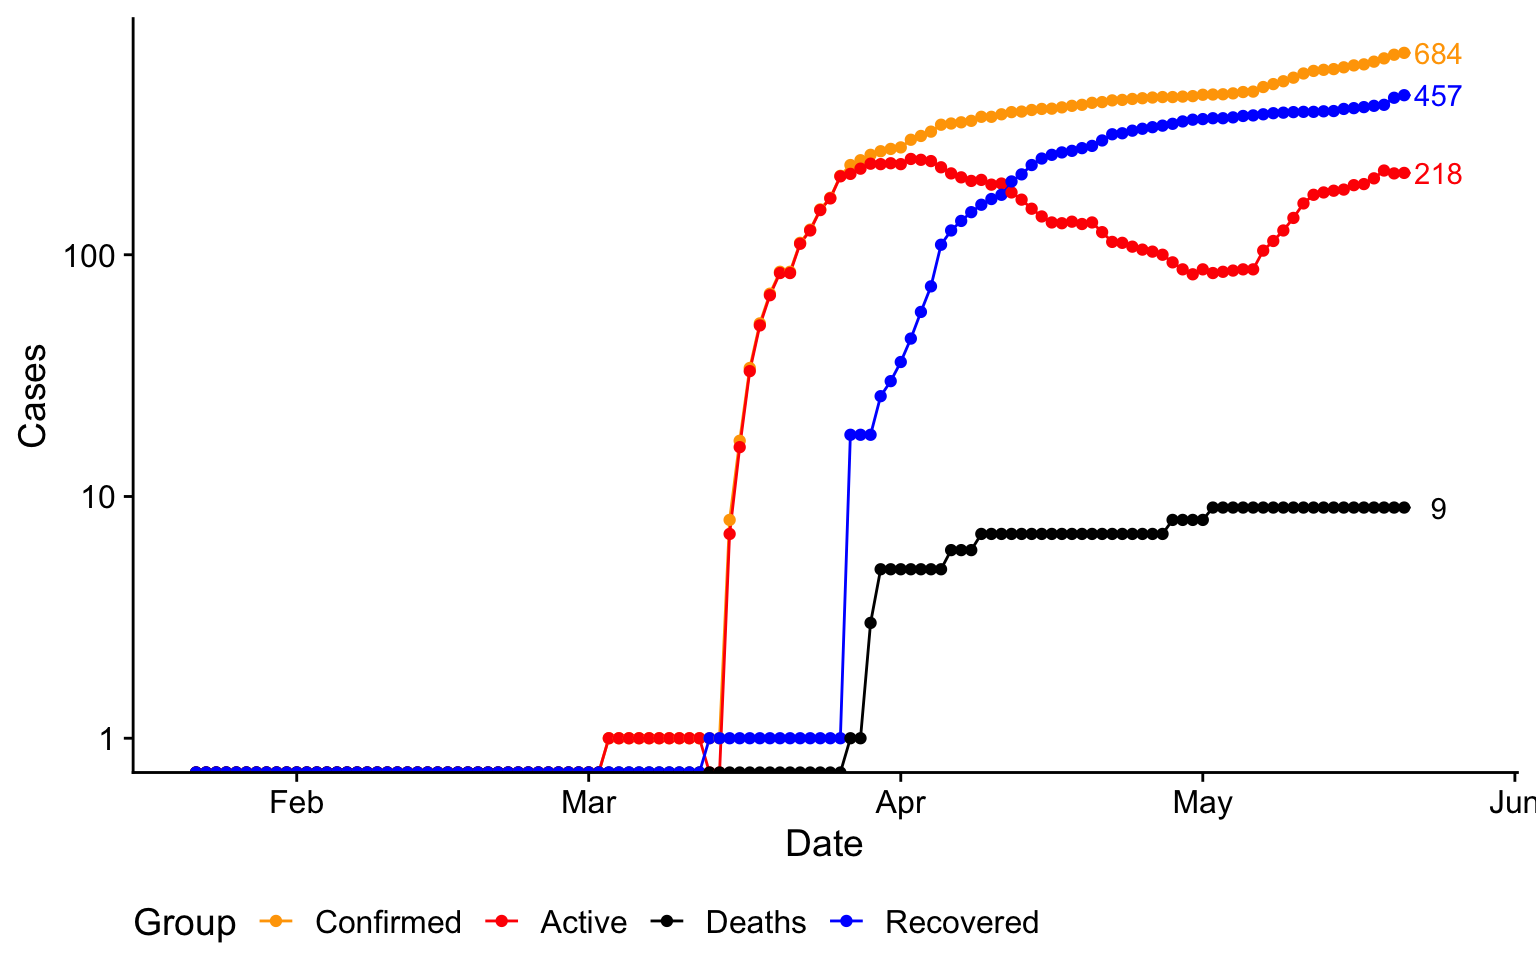 684
457
218
100
Cases
10
9
1
Feb Mar Apr May Jun
Date
Group Confirmed Active Deaths Recovered